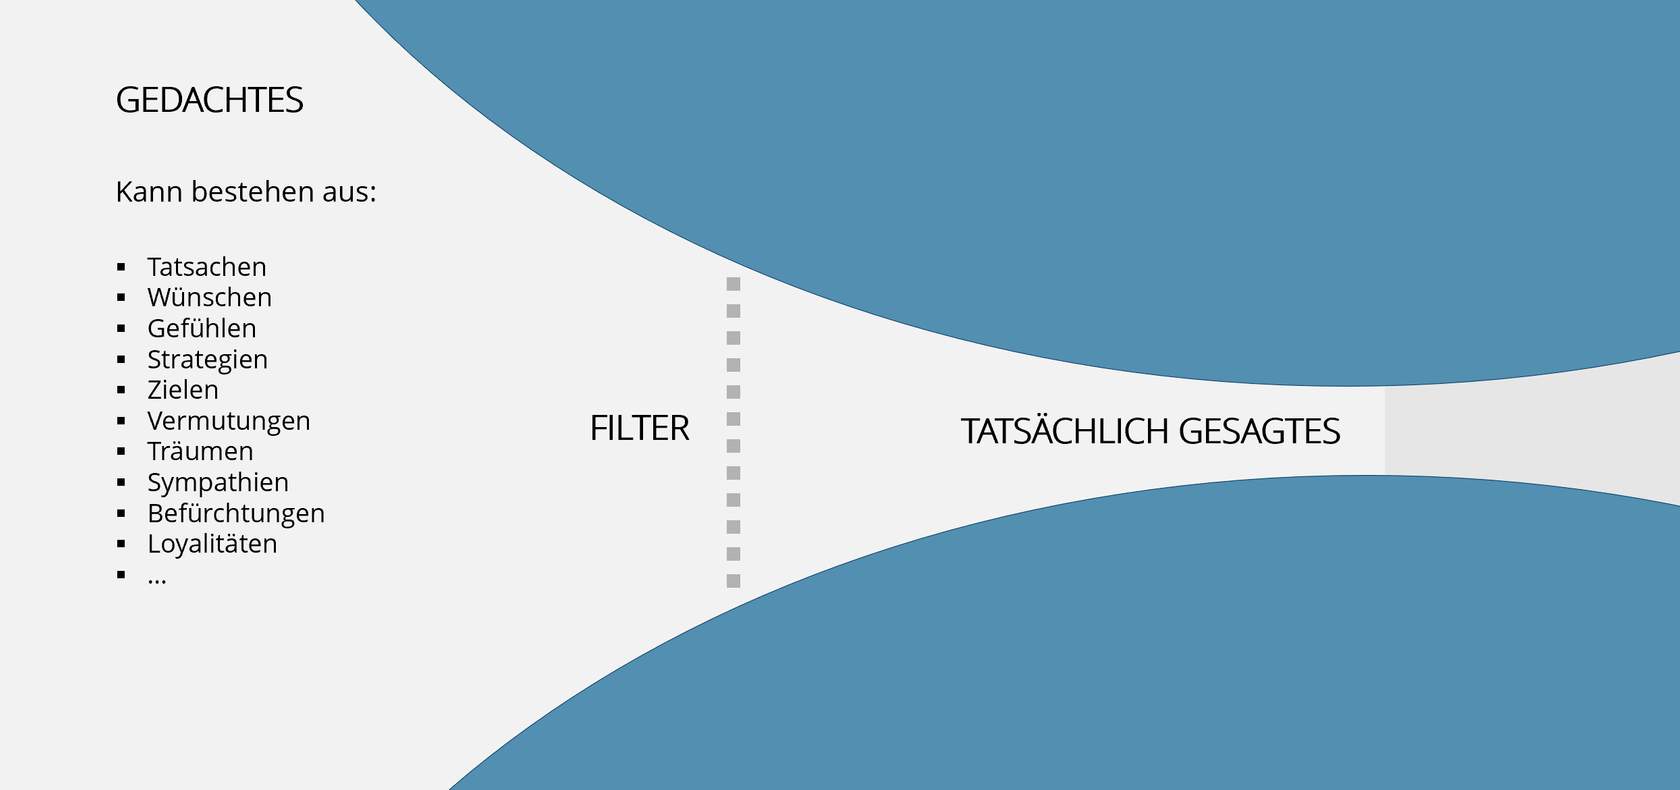 GEDACHTES
Kann bestehen aus:
▪ Tatsachen
▪ Wünschen
▪ Gefühlen
▪ Strategien
▪ Zielen
▪ Vermutungen
▪ Träumen
▪ Sympathien
▪ Befürchtungen
▪ Loyalitäten
▪ ...
FILTER
TATSÄCHLICH GESAGTES